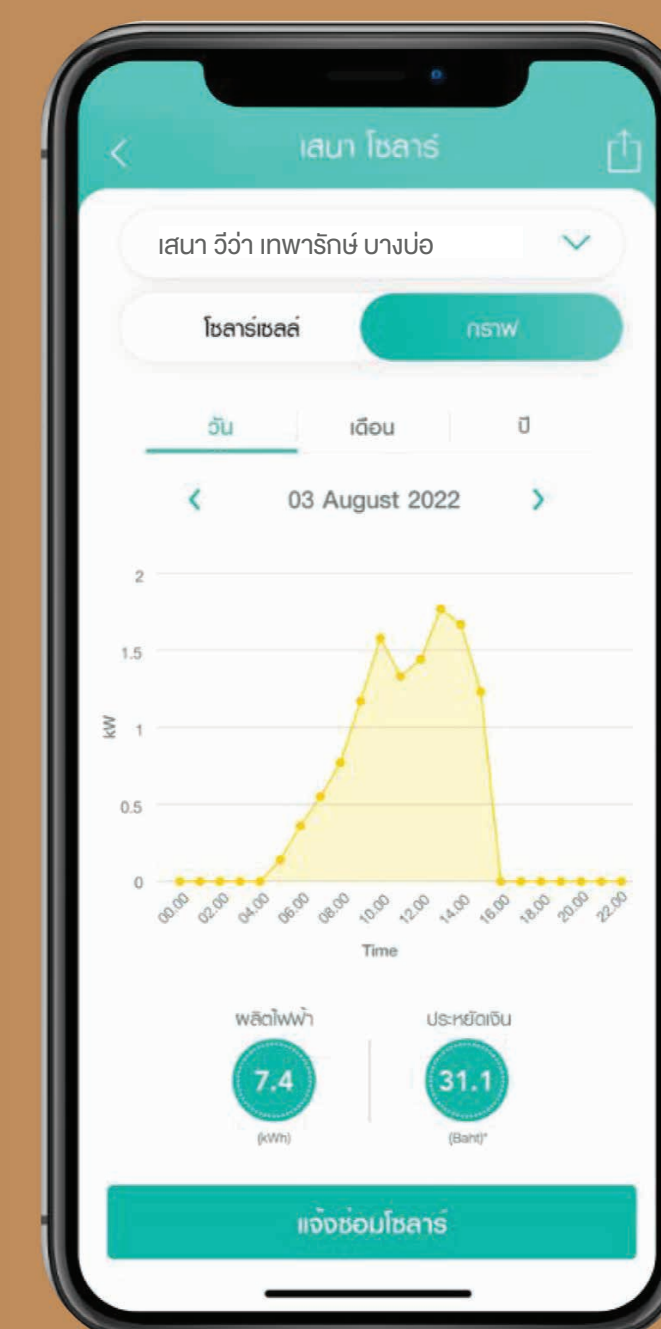 เสนา โซลาร์
เสนา วีว่า เทพารักษ์ บางบ่อ
โซลาร์เซลล์ กราฟ
วัน เดือน ปี
03 August 2022
2
1.5
1
0.5
0
kW
00.00 02.00 04.00 06.00 08.00 10.00 12.00 14.00 16.00 18.00 20.00 22.00
Time
ผลิตไฟฟ้า ประหยัดเงิน
7.4 31.1
(kWh) (Baht)*
แจ้งซ่อมโซลาร์